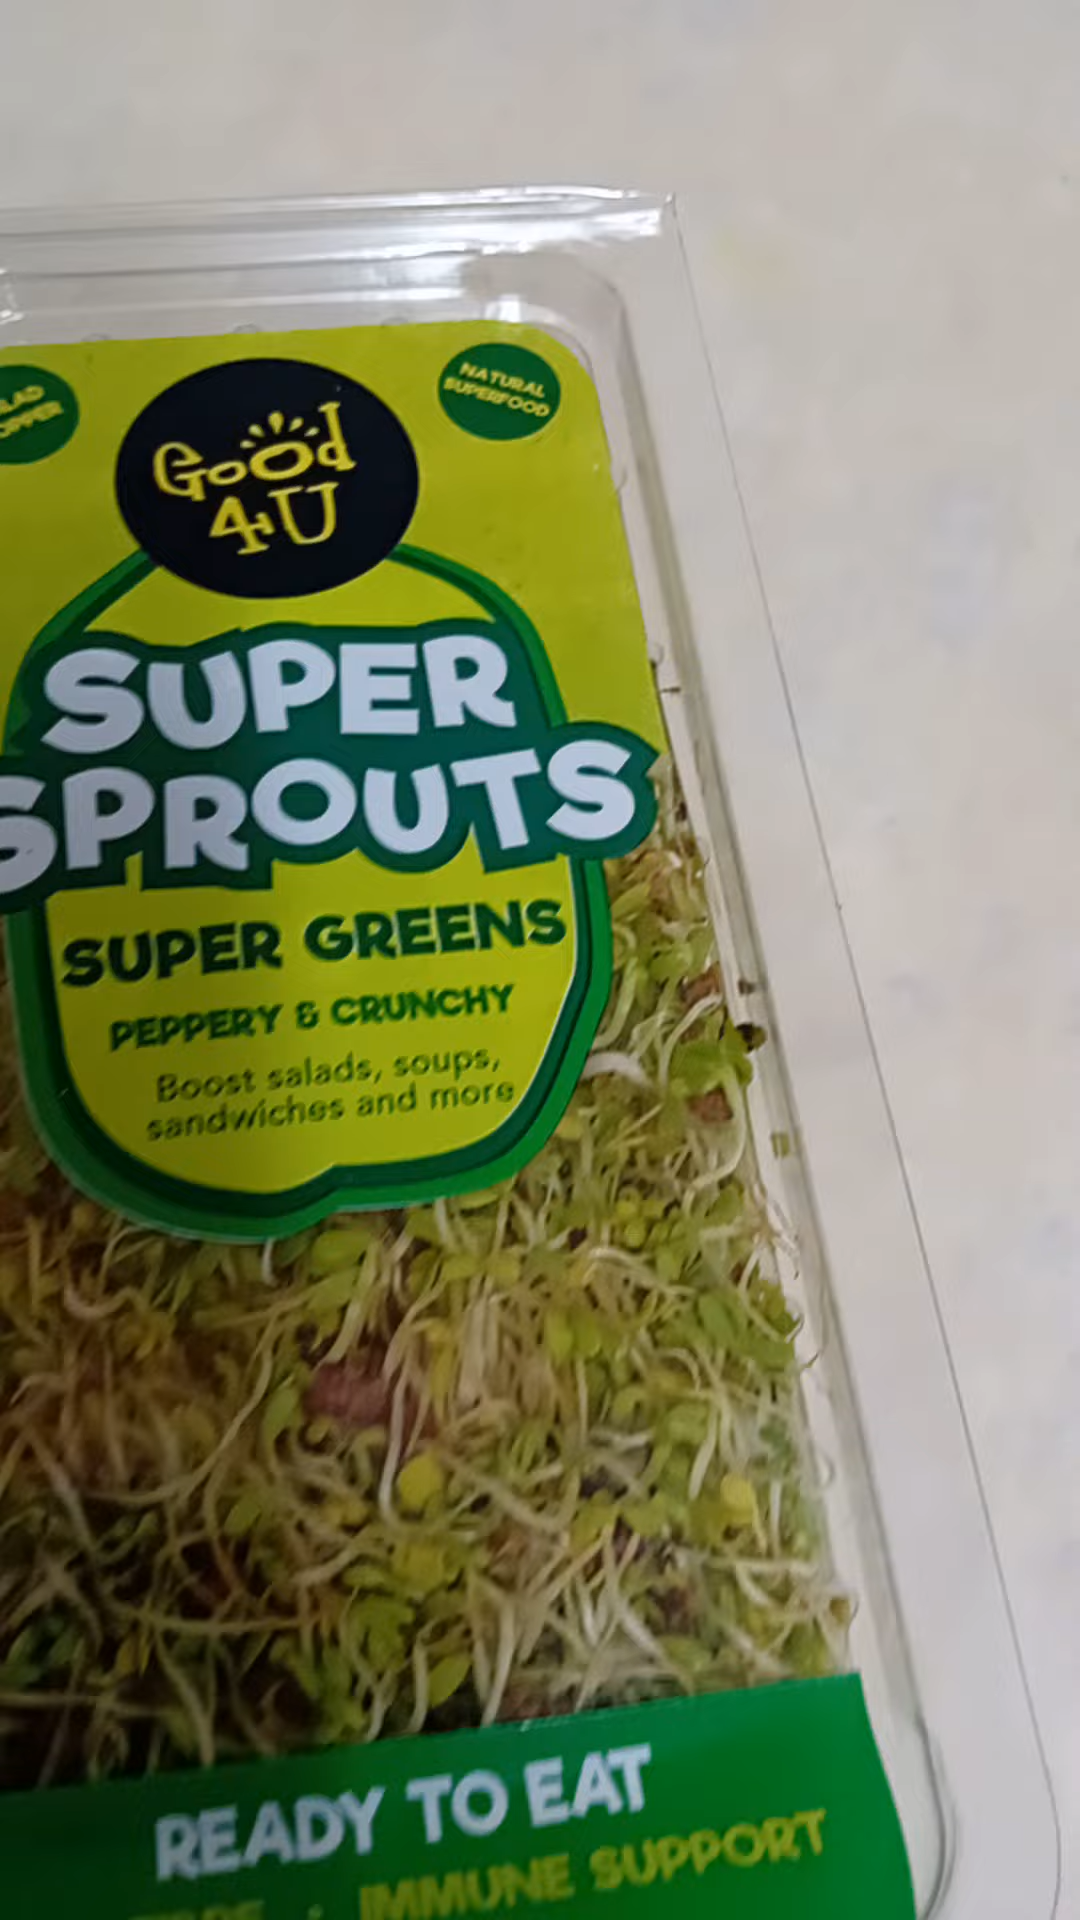 NATURAL
SUPERFOOD
Good
4U
SUPER
SPROUTS
SUPER GREENS
PEPPERY & CRUNCHY
Boost salads, soups,
sandwiches and more
READY TO EAT
IMMUNE SUPPORT